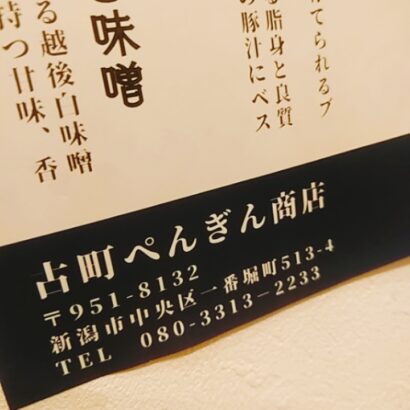 てられるブ
脂身と良質
の豚汁にベス
味噌
る越後白味噌
持つ甘味、香
古町ぺんぎん商店
〒951-8132
新潟市中央区一番堀町513-4
TEL 080-3313-2233